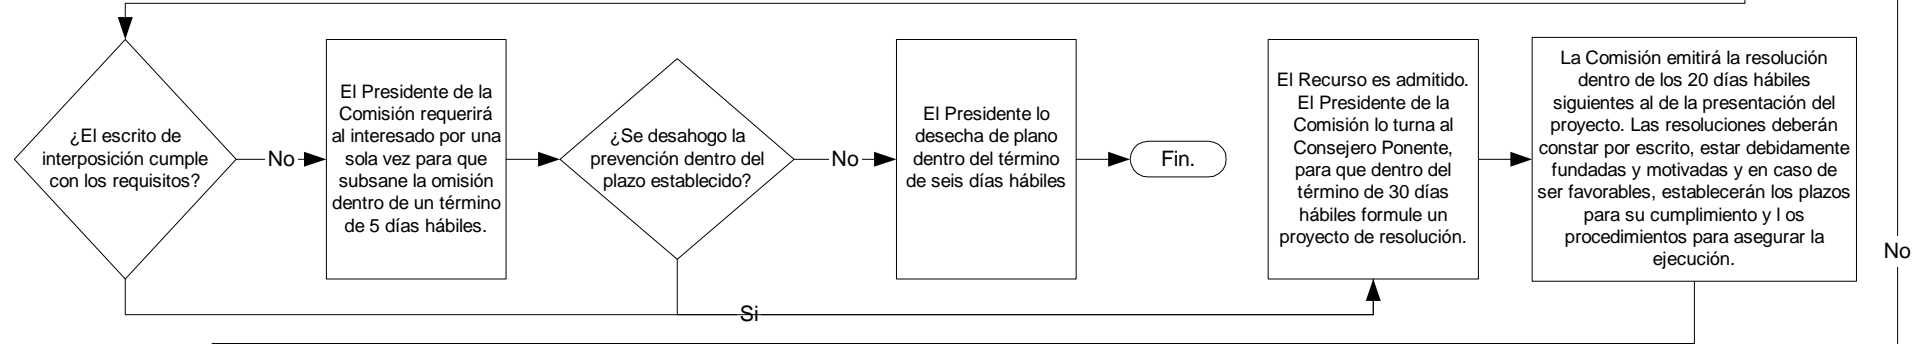 ¿El escrito de
interposición cumple
con los requisitos?
No
El Presidente de la
Comisión requerirá
al interesado por una
sola vez para que
subsane la omisión
dentro de un término
de 5 días hábiles.
¿Se desahogo la
prevención dentro del
plazo establecido?
No
El Presidente lo
desecha de plano
dentro del término
de seis días hábiles
Fin.
El Recurso es admitido.
El Presidente de la
Comisión lo turna al
Consejero Ponente,
para que dentro del
término de 30 días
hábiles formule un
proyecto de resolución.
La Comisión emitirá la resolución
dentro de los 20 días hábiles
siguientes al de la presentación del
proyecto. Las resoluciones deberán
constar por escrito, estar debidamente
fundadas y motivadas y en caso de
ser favorables, establecerán los plazos
para su cumplimiento y l os
procedimientos para asegurar la
ejecución.
No
Si